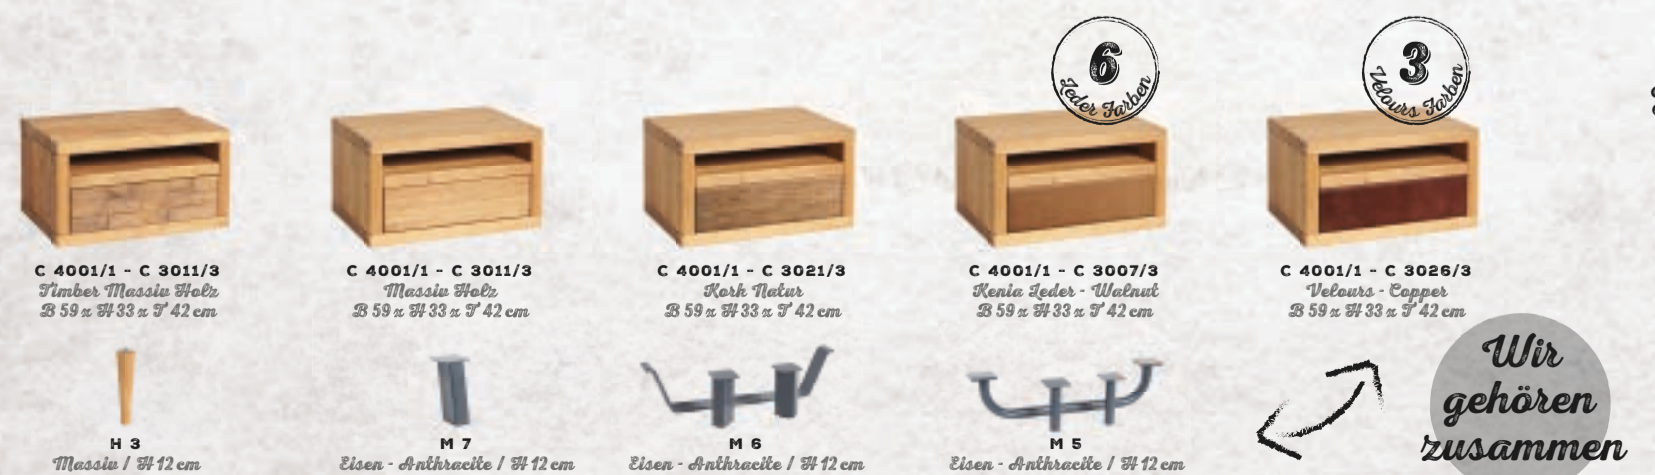 6
Leder Farben
3
Velours Farben
C 4001/1 - C 3011/3
Timber Massiv Holz
B 59 x H 33 x T 42 cm
C 4001/1 - C 3011/3
Massiv Holz
B 59 x H 33 x T 42 cm
C 4001/1 - C 3021/3
Kork Natur
B 59 x H 33 x T 42 cm
C 4001/1 - C 3007/3
Kenia Leder - Walnut
B 59 x H 33 x T 42 cm
C 4001/1 - C 3026/3
Velours - Copper
B 59 x H 33 x T 42 cm
H 3
Massiv / H 12 cm
M 7
Eisen - Anthracite / H 12 cm
M 6
Eisen - Anthracite / H 12 cm
M 5
Eisen - Anthracite / H 12 cm
Wir
gehören
zusammen